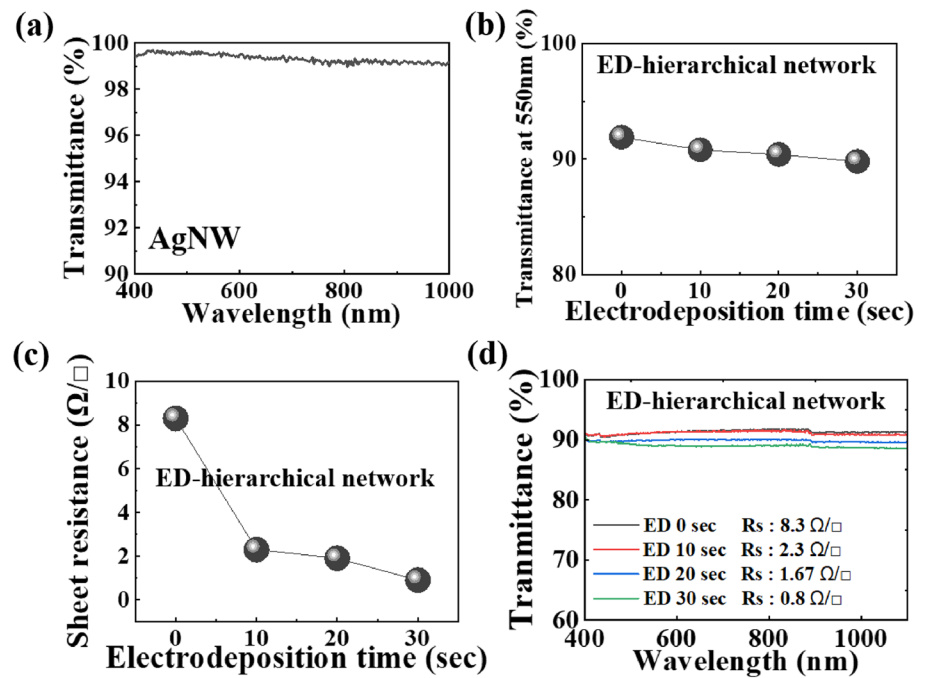 (a)
Transmittance (%)
100
98
96
94
92
90
AgNW
400
600
800
1000
Wavelength (nm)
(b)
Transmittance at 550nm (%)
100
90
80
ED-hierarchical network
0
10
20
30
Electrodeposition time (sec)
(c)
Sheet resistance (Ω/□)
10
8
6
4
2
0
ED-hierarchical network
0
10
20
30
Electrodeposition time (sec)
(d)
Tranmittance (%)
100
90
80
70
60
ED-hierarchical network
ED 0 sec Rs : 8.3 Ω/□
ED 10 sec Rs : 2.3 Ω/□
ED 20 sec Rs : 1.67 Ω/□
ED 30 sec Rs : 0.8 Ω/□
400
600
800
1000
Wavelength (nm)